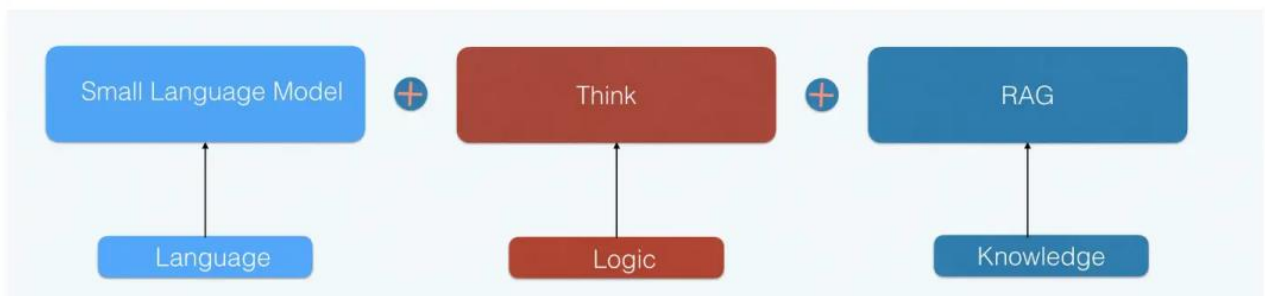 Small Language Model
Think
RAG
Language
Logic
Knowledge